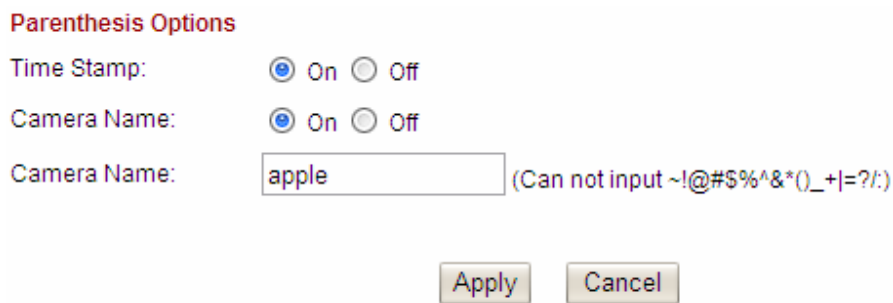 Parenthesis Options
Time Stamp: On Off
Camera Name: On Off
Camera Name: apple (Can not input ~!@#$%^&*()_+|=?/:)
Apply Cancel